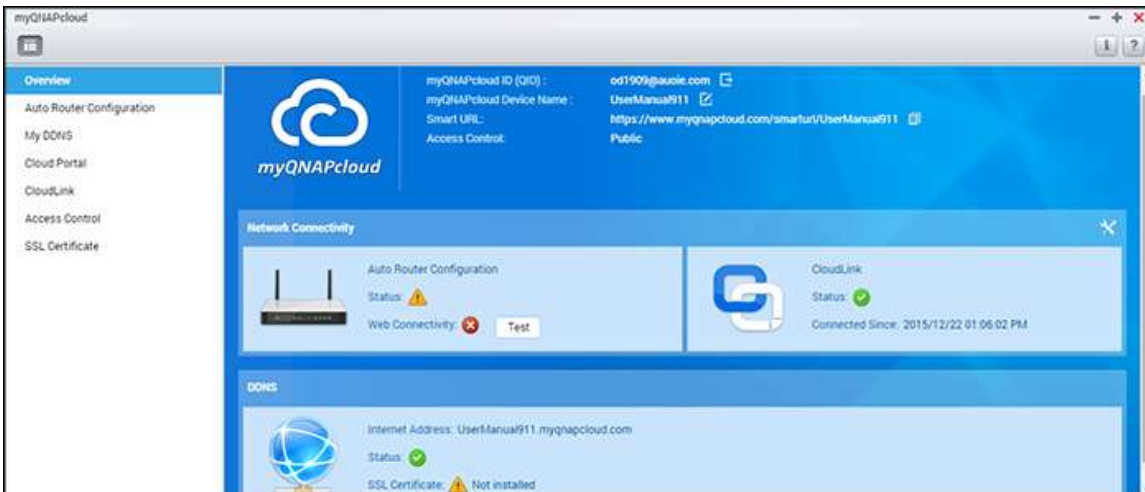 myQNAPcloud
Overview
Auto Router Configuration
My DDNS
Cloud Portal
CloudLink
Access Control
SSL Certificate
myQNAPcloud
myQNAPcloud ID (QID) : od1909@auoie.com
myQNAPcloud Device Name : UserManual911
Smart URL: https://www.myqnapcloud.com/smarturl/UserManual911
Access Control: Public
Network Connectivity
Auto Router Configuration
Status:
Web Connectivity: Test
CloudLink
Status:
Connected Since: 2015/12/22 01:06:02 PM
DDNS
Internet Address: UserManual911.myqnapcloud.com
Status:
SSL Certificate: Not installed